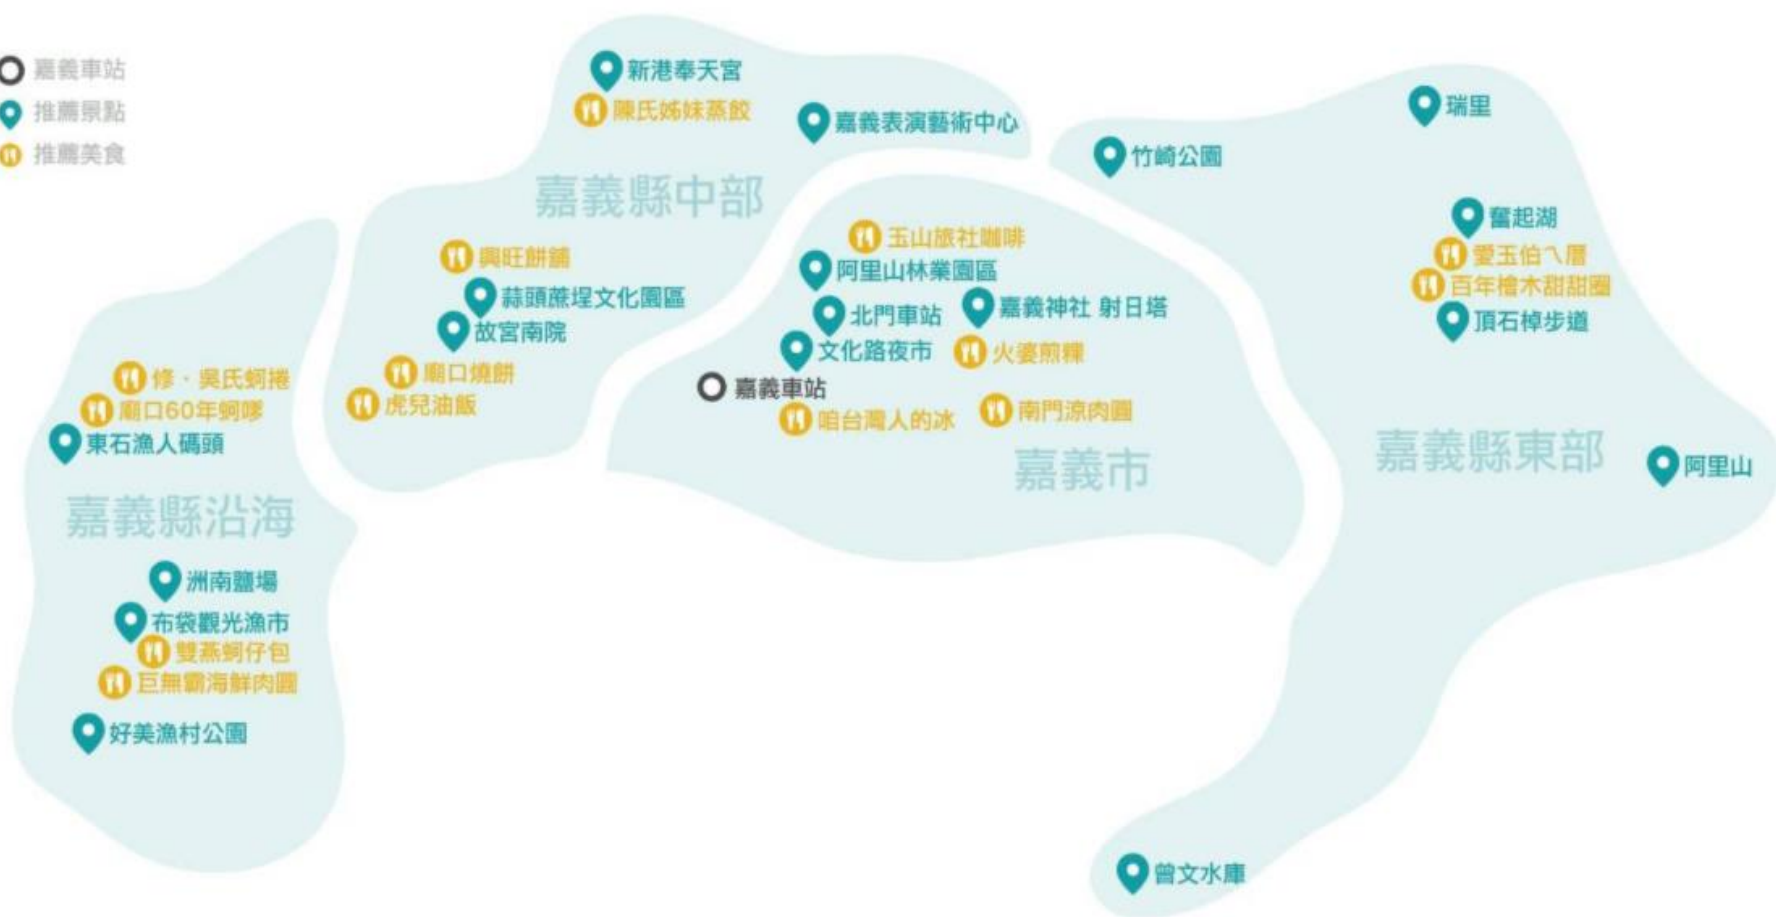 嘉義車站
推薦景點
推薦美食
新港奉天宮
陳氏姊妹蒸餃
嘉義表演藝術中心
嘉義縣中部
興旺餅舖
蒜頭蔗埕文化園區
故宮南院
廟口燒餅
虎兒油飯
修·吳氏蚵捲
廟口60年蚵嗲
東石漁人碼頭
嘉義縣沿海
洲南鹽場
布袋觀光漁市
雙燕蚵仔包
巨無霸海鮮肉圓
好美漁村公園
玉山旅社咖啡
阿里山林業園區
北門車站
嘉義神社 射日塔
文化路夜市
火婆煎粿
嘉義車站
咱台灣人的冰
南門涼肉圓
嘉義市
瑞里
竹崎公園
奮起湖
愛玉伯ㄟ厝
百年檜木甜甜圈
頂石棹步道
嘉義縣東部
阿里山
曾文水庫